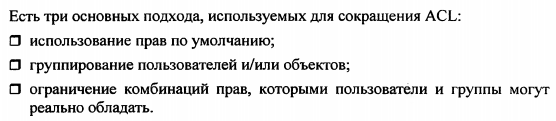 Есть три основных подхода, используемых для сокращения ACL:
❒ использование прав по умолчанию;
❒ группирование пользователей и/или объектов;
❒ ограничение комбинаций прав, которыми пользователи и группы могут
реально обладать.